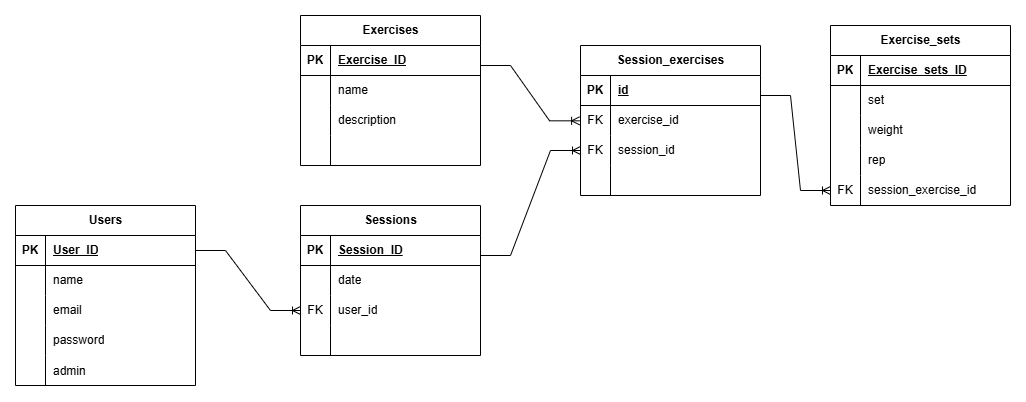 Exercises
PK Exercise_ID
name
description
Session_exercises
PK id
FK exercise_id
FK session_id
Exercise_sets
PK Exercise_sets_ID
set
weight
rep
FK session_exercise_id
Users
PK User_ID
name
email
password
admin
Sessions
PK Session_ID
date
FK user_id